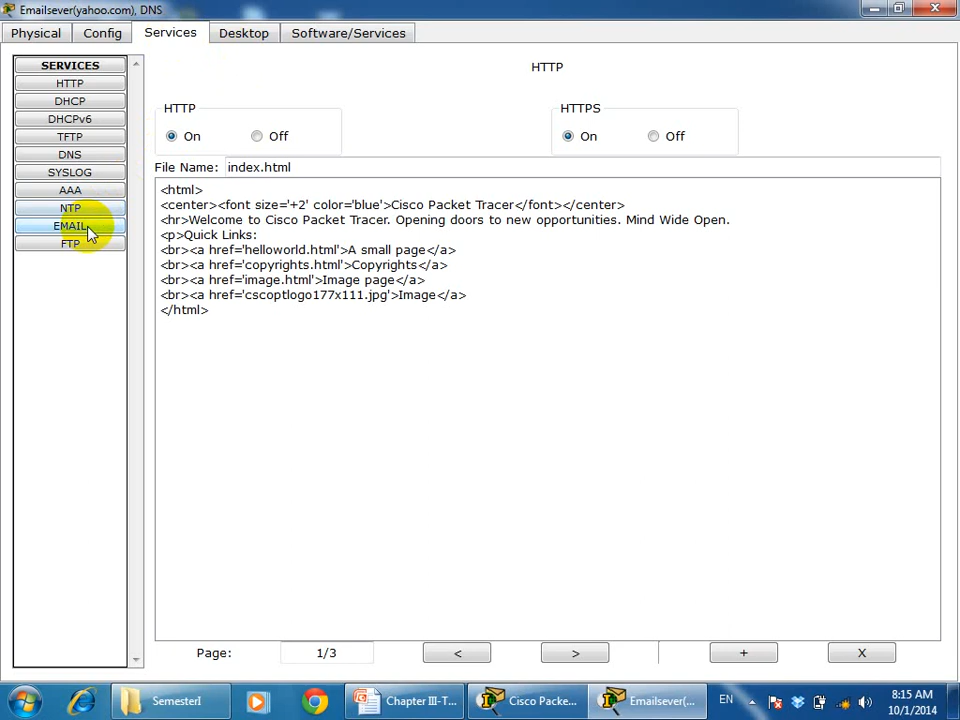 Emailsever(yahoo.com), DNS
Physical Config Services Desktop Software/Services
SERVICES
HTTP
DHCP
DHCPv6
TFTP
DNS
SYSLOG
AAA
NTP
EMAIL
FTP
HTTP
HTTP
On Off
HTTPS
On Off
File Name: index.html
<html>
<center><font size='+2' color='blue'>Cisco Packet Tracer</font></center>
<hr>Welcome to Cisco Packet Tracer. Opening doors to new opportunities. Mind Wide Open.
<p>Quick Links:
<br><a href='helloworld.html'>A small page</a>
<br><a href='copyrights.html'>Copyrights</a>
<br><a href='image.html'>Image page</a>
<br><a href='cscoptlogo177x111.jpg'>Image</a>
</html>
Page: 1/3 < > + X
SemesterI Chapter III-T... Cisco Packe... Emailsever(... EN
8:15 AM
10/1/2014